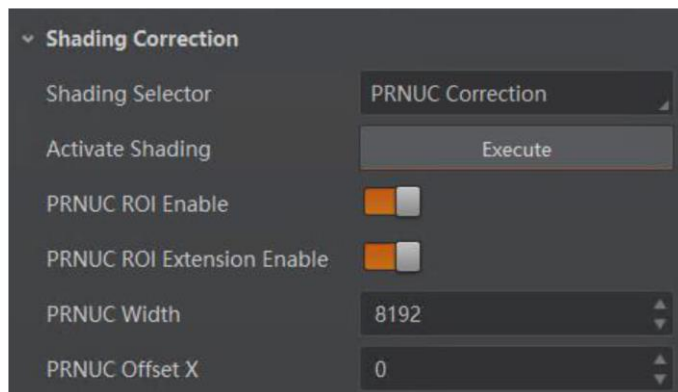 Shading Correction
Shading Selector PRNUC Correction
Activate Shading Execute
PRNUC ROI Enable
PRNUC ROI Extension Enable
PRNUC Width 8192
PRNUC Offset X 0